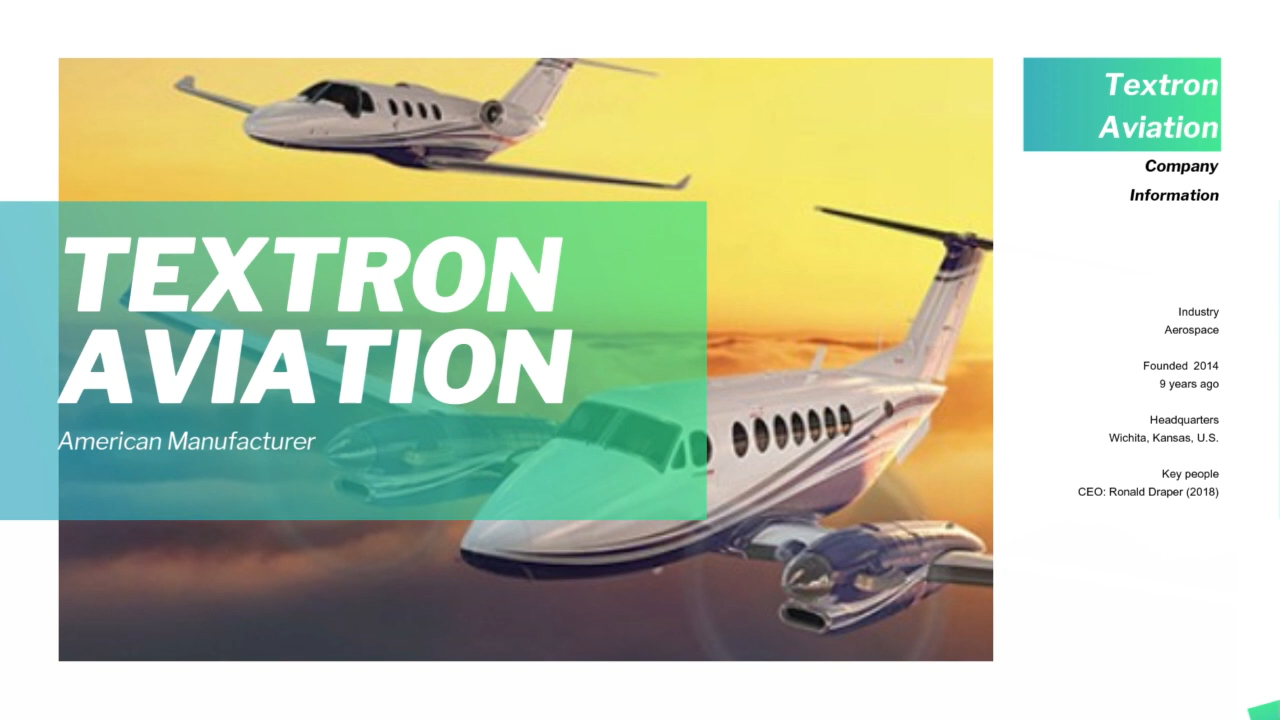 TEXTRON
AVIATION
American Manufacturer
Textron
Aviation
Company
Information
Industry
Aerospace
Founded 2014
9 years ago
Headquarters
Wichita, Kansas, U.S.
Key people
CEO: Ronald Draper (2018)